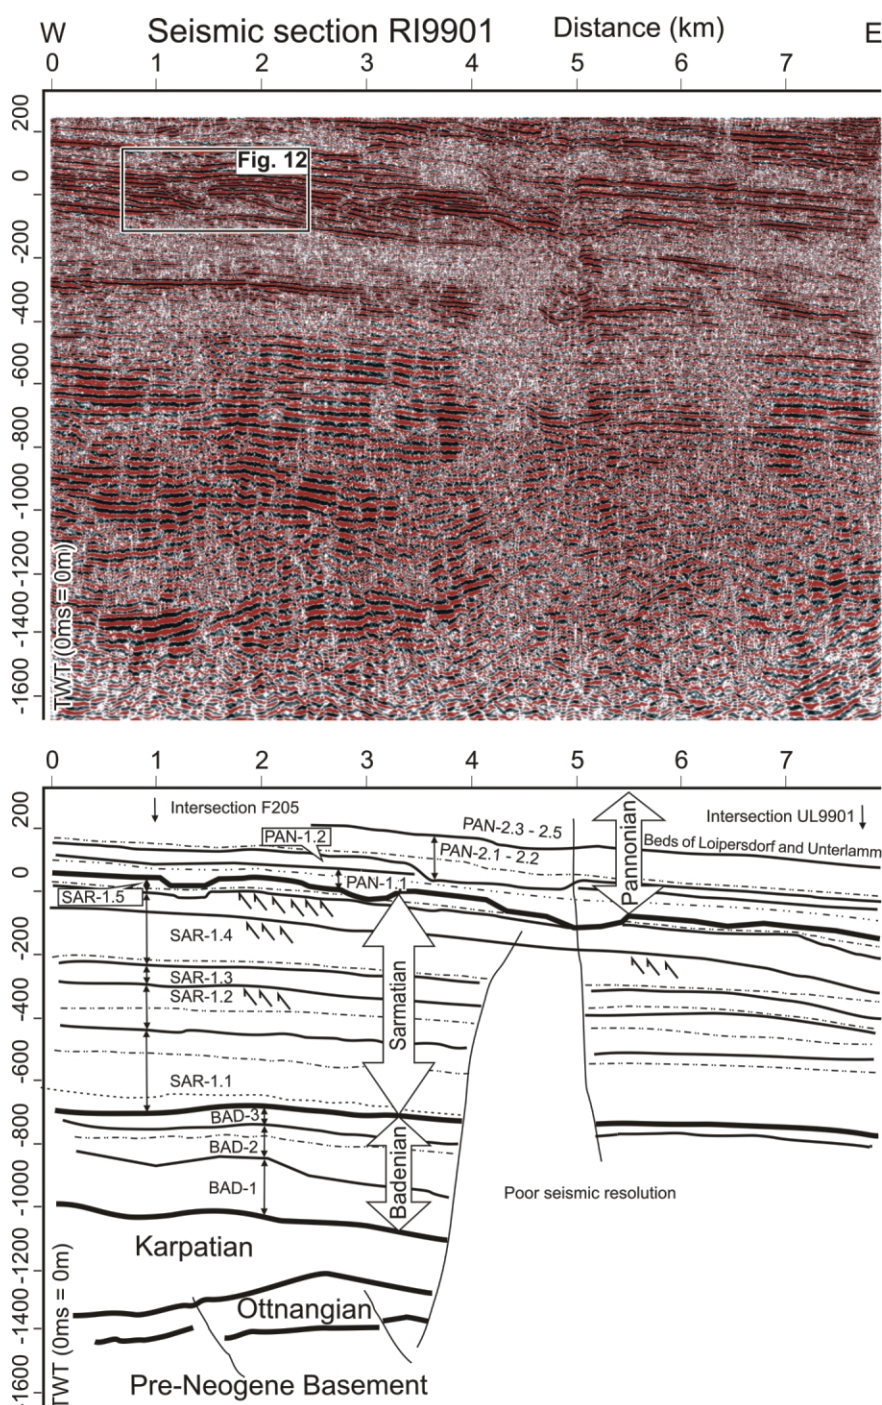 W Seismic section RI9901 Distance (km) E
0 1 2 3 4 5 6 7
200
0
-200
-400
-600
-800
-1000
-1200
-1400
-1600
TWT (0ms = 0m)
Fig. 12
0 1 2 3 4 5 6 7
200
0
-200
-400
-600
-800
-1000
-1200
-1400
-1600
TWT (0ms = 0m)
Intersection F205
Intersection UL9901
PAN-2.3 - 2.5
PAN-1.2
PAN-2.1 - 2.2
Beds of Loipersdorf and Unterlamm
Pannonian
PAN-1.1
SAR-1.5
SAR-1.4
SAR-1.3
SAR-1.2
Sarmatian
SAR-1.1
BAD-3
BAD-2
BAD-1
Badenian
Poor seismic resolution
Karpatian
Ottnangian
Pre-Neogene Basement